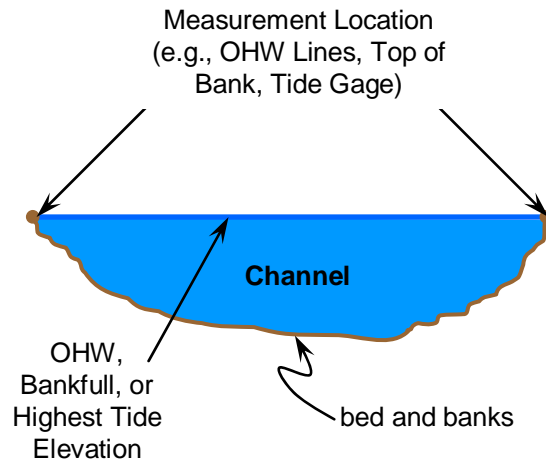 Measurement Location
(e.g., OHW Lines, Top of
Bank, Tide Gage)
Channel
OHW,
Bankfull, or
Highest Tide
Elevation
bed and banks